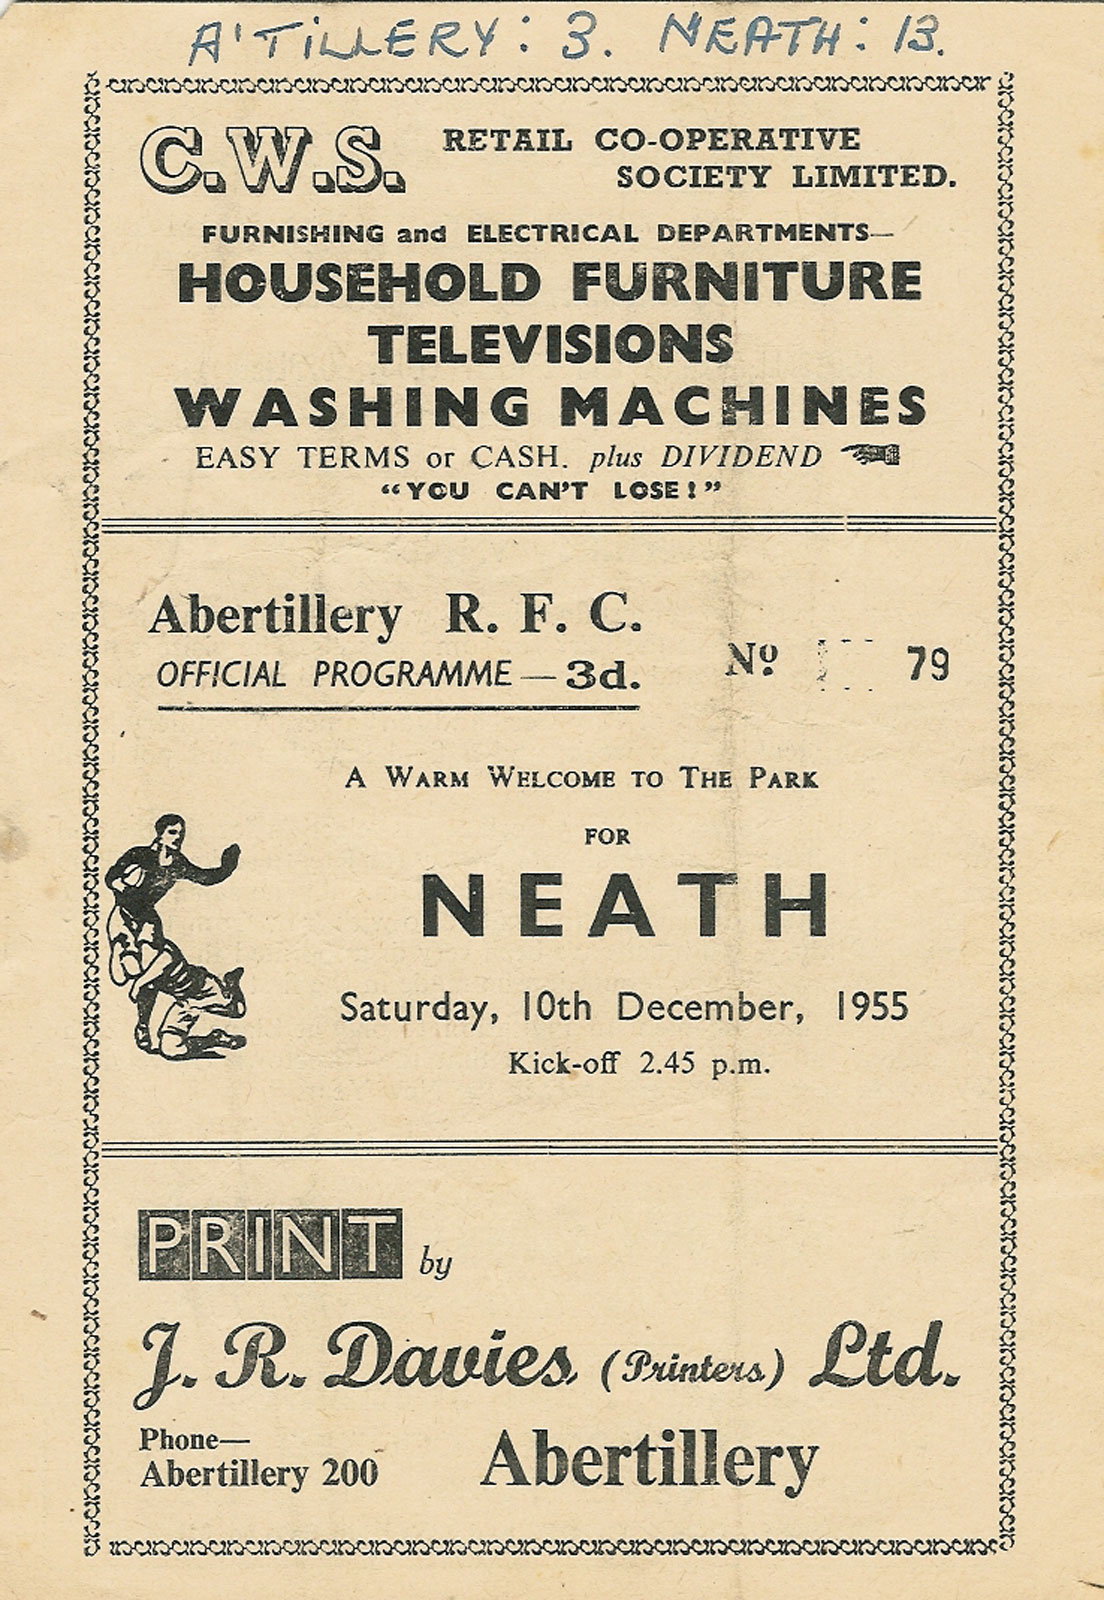 A'TILLERY: 3. NEATH: 13.
C.W.S. RETAIL CO-OPERATIVE
SOCIETY LIMITED.
FURNISHING and ELECTRICAL DEPARTMENTS—
HOUSEHOLD FURNITURE
TELEVISIONS
WASHING MACHINES
EASY TERMS or CASH. plus DIVIDEND
"YOU CAN'T LOSE!"
Abertillery R. F. C.
OFFICIAL PROGRAMME — 3d.
Nº 79
A WARM WELCOME TO THE PARK
FOR
NEATH
Saturday, 10th December, 1955
Kick-off 2.45 p.m.
PRINT by
J. R. Davies (Printers) Ltd.
Phone—
Abertillery 200
Abertillery